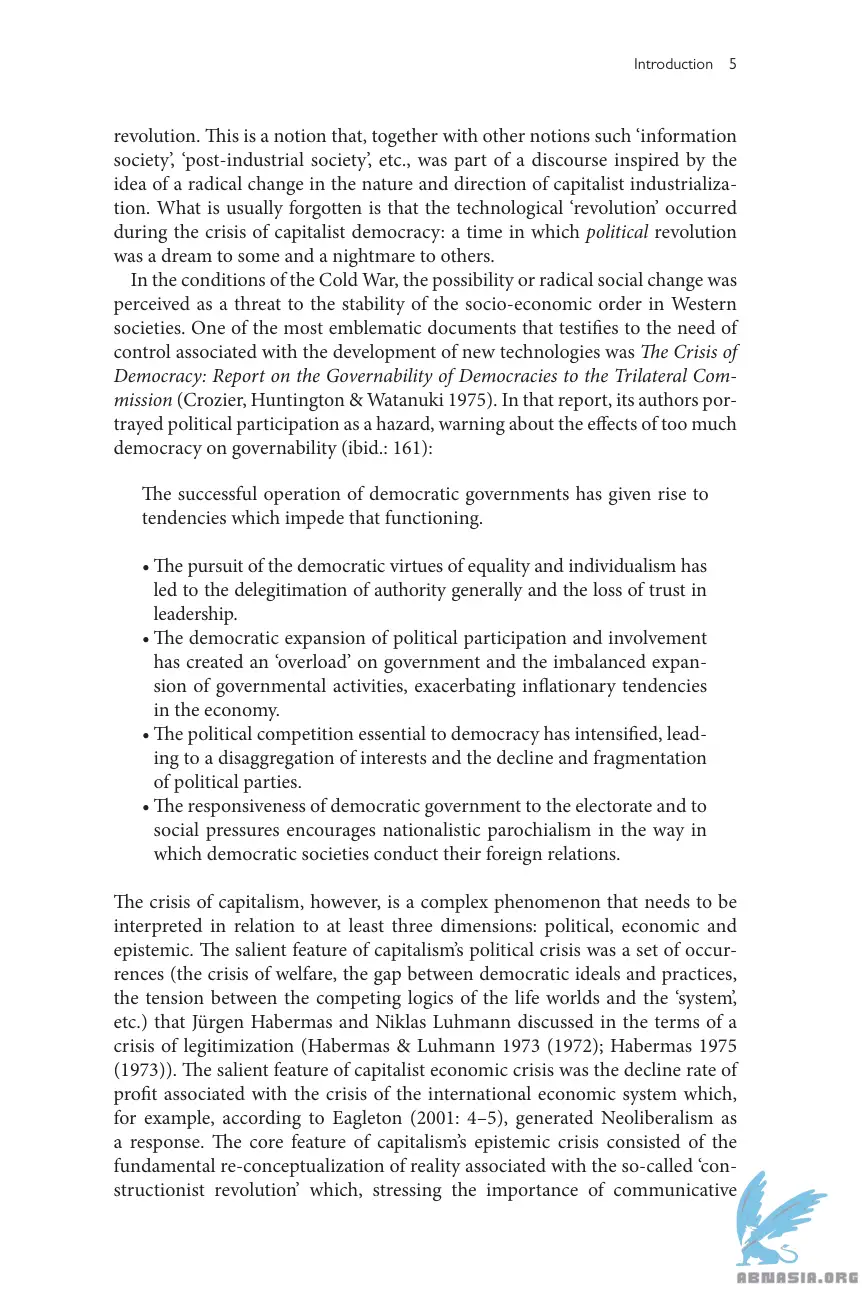 Introduction 5
revolution. This is a notion that, together with other notions such ‘information
society’, ‘post-industrial society’, etc., was part of a discourse inspired by the
idea of a radical change in the nature and direction of capitalist industrializa-
tion. What is usually forgotten is that the technological ‘revolution’ occurred
during the crisis of capitalist democracy: a time in which political revolution
was a dream to some and a nightmare to others.
In the conditions of the Cold War, the possibility or radical social change was
perceived as a threat to the stability of the socio-economic order in Western
societies. One of the most emblematic documents that testifies to the need of
control associated with the development of new technologies was The Crisis of
Democracy: Report on the Governability of Democracies to the Trilateral Com-
mission (Crozier, Huntington & Watanuki 1975). In that report, its authors por-
trayed political participation as a hazard, warning about the effects of too much
democracy on governability (ibid.: 161):
The successful operation of democratic governments has given rise to
tendencies which impede that functioning.
• The pursuit of the democratic virtues of equality and individualism has
led to the delegitimation of authority generally and the loss of trust in
leadership.
• The democratic expansion of political participation and involvement
has created an ‘overload’ on government and the imbalanced expan-
sion of governmental activities, exacerbating inflationary tendencies
in the economy.
• The political competition essential to democracy has intensified, lead-
ing to a disaggregation of interests and the decline and fragmentation
of political parties.
• The responsiveness of democratic government to the electorate and to
social pressures encourages nationalistic parochialism in the way in
which democratic societies conduct their foreign relations.
The crisis of capitalism, however, is a complex phenomenon that needs to be
interpreted in relation to at least three dimensions: political, economic and
epistemic. The salient feature of capitalism’s political crisis was a set of occur-
rences (the crisis of welfare, the gap between democratic ideals and practices,
the tension between the competing logics of the life worlds and the ‘system’,
etc.) that Jürgen Habermas and Niklas Luhmann discussed in the terms of a
crisis of legitimization (Habermas & Luhmann 1973 (1972); Habermas 1975
(1973)). The salient feature of capitalist economic crisis was the decline rate of
profit associated with the crisis of the international economic system which,
for example, according to Eagleton (2001: 4–5), generated Neoliberalism as
a response. The core feature of capitalism’s epistemic crisis consisted of the
fundamental re-conceptualization of reality associated with the so-called ‘con-
structionist revolution’ which, stressing the importance of communicative
ABNASIA.ORG